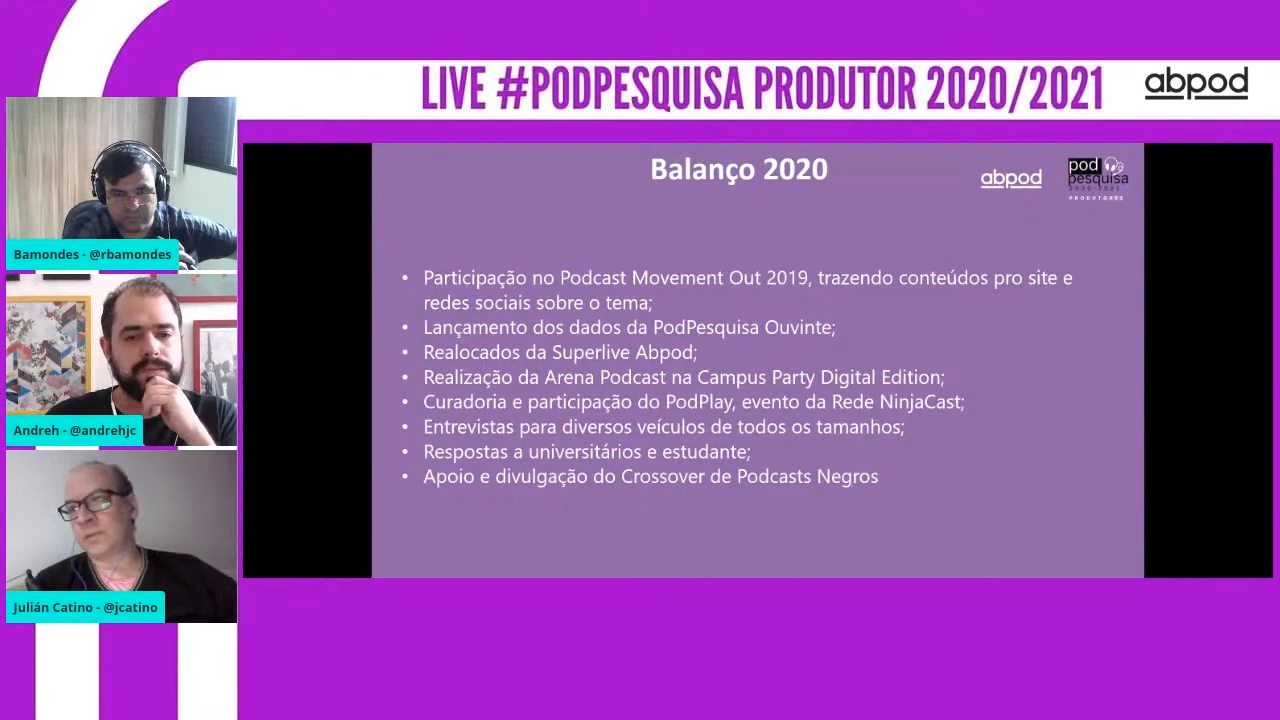 LIVE #PODPESQUISA PRODUTOR 2020/2021
abpod
Bamondes - @rbamondes
Andreh - @andrehjc
Julián Catino - @jcatino
Balanço 2020
abpod
pod
pesquisa
2020-2021
PRODUTORES
• Participação no Podcast Movement Out 2019, trazendo conteúdos pro site e
redes sociais sobre o tema;
• Lançamento dos dados da PodPesquisa Ouvinte;
• Realocados da Superlive Abpod;
• Realização da Arena Podcast na Campus Party Digital Edition;
• Curadoria e participação do PodPlay, evento da Rede NinjaCast;
• Entrevistas para diversos veículos de todos os tamanhos;
• Respostas a universitários e estudante;
• Apoio e divulgação do Crossover de Podcasts Negros